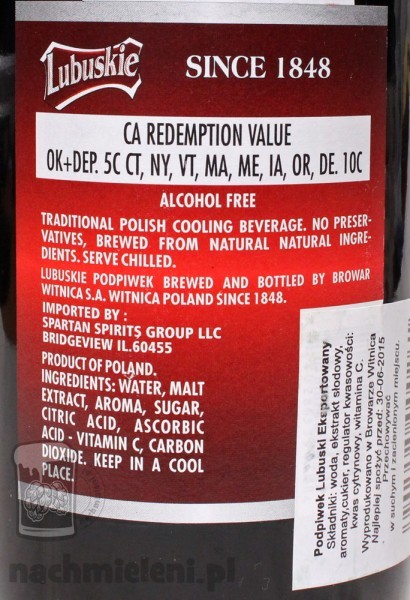 Lubuskie
SINCE 1848
CA REDEMPTION VALUE
OK+DEP. 5C CT, NY, VT, MA, ME, IA, OR, DE. 10C
ALCOHOL FREE
TRADITIONAL POLISH COOLING BEVERAGE. NO PRESER-
VATIVES, BREWED FROM NATURAL NATURAL INGRE-
DIENTS. SERVE CHILLED.
LUBUSKIE PODPIWEK BREWED AND BOTTLED BY BROWAR
WITNICA S.A. WITNICA POLAND SINCE 1848.
IMPORTED BY :
SPARTAN SPIRITS GROUP LLC
BRIDGEVIEW IL.60455
PRODUCT OF POLAND.
INGREDIENTS: WATER, MALT
EXTRACT, AROMA, SUGAR,
CITRIC ACID, ASCORBIC
ACID - VITAMIN C, CARBON
DIOXIDE. KEEP IN A COOL
PLACE.
Podpiwek Lubuski Eksportowany
Składniki: woda, ekstrakt słodowy,
aromaty,cukier, regulator kwasowości:
kwas cytrynowy, witamina C.
Wyprodukowano w Browarze Witnica
Najlepiej spożyć przed: 30-06-2015
Przechowywać
w suchym i zacienionym miejscu.
nachmieleni.pl